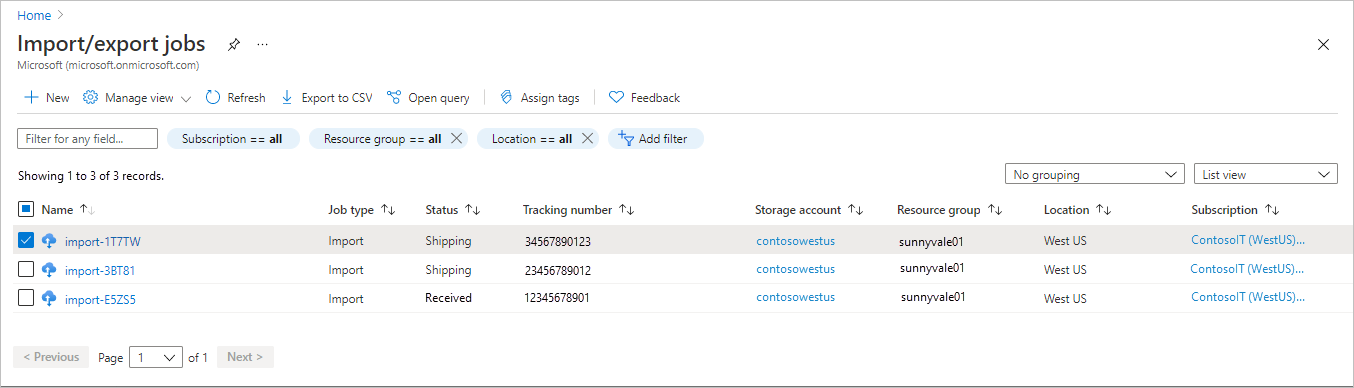 Home
Import/export jobs
Microsoft (microsoft.onmicrosoft.com)
New Manage view Refresh Export to CSV Open query Assign tags Feedback
Filter for any field... Subscription == all Resource group == all Location == all Add filter
Showing 1 to 3 of 3 records. No grouping List view
Name Job type Status Tracking number Storage account Resource group Location Subscription
import-1T7TW Import Shipping 34567890123 contosowestus sunnyvale01 West US ContosoIT (WestUS)...
import-3BT81 Import Shipping 23456789012 contosowestus sunnyvale01 West US ContosoIT (WestUS)...
import-E5ZS5 Import Received 12345678901 contosowestus sunnyvale01 West US ContosoIT (WestUS)...
< Previous Page 1 of 1 Next >